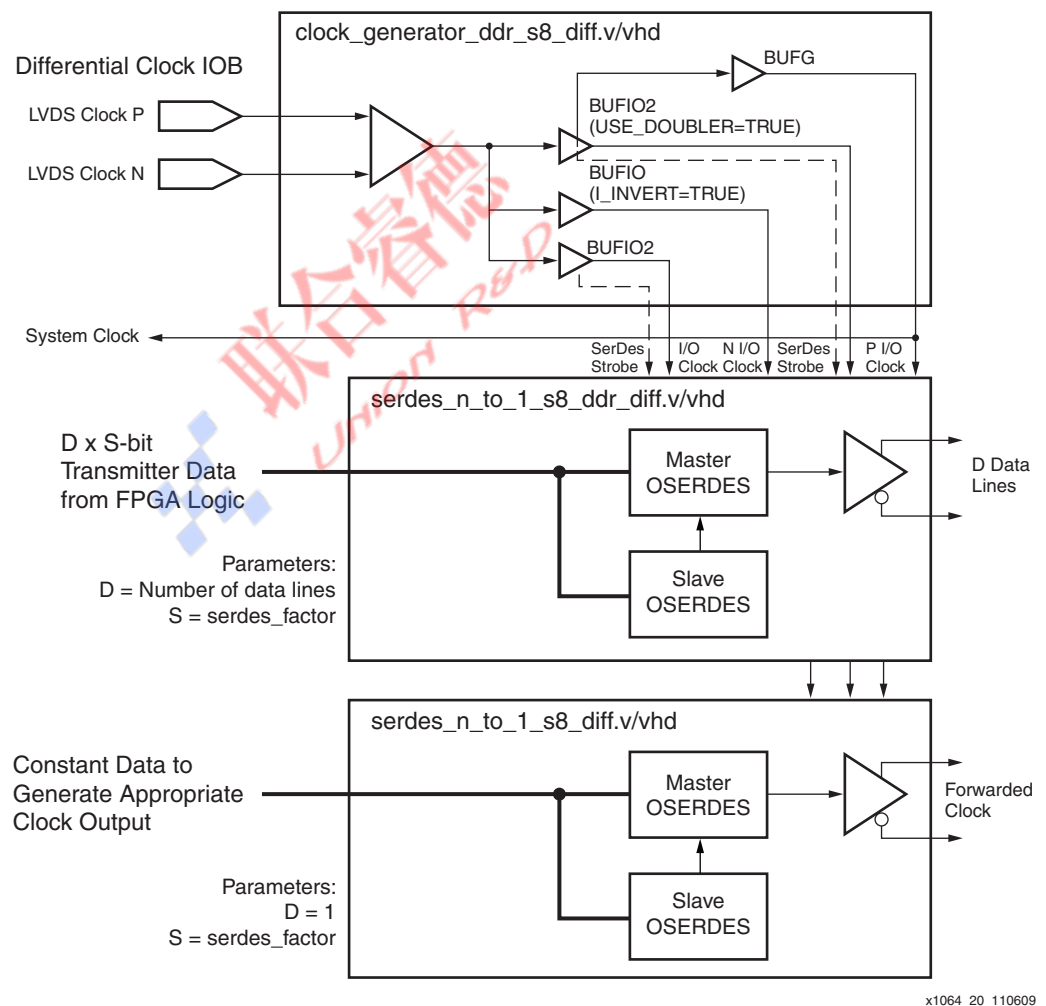 clock_generator_ddr_s8_diff.v/vhd
BUFG
Differential Clock IOB
LVDS Clock P
LVDS Clock N
BUFIO2
(USE_DOUBLER=TRUE)
BUFIO
(I_INVERT=TRUE)
BUFIO2
联合睿德
Union R&D
System Clock
SerDes
Strobe
I/O
Clock
N I/O
Clock
SerDes
Strobe
P I/O
Clock
serdes_n_to_1_s8_ddr_diff.v/vhd
D x S-bit
Transmitter Data
from FPGA Logic
Master
OSERDES
D Data
Lines
Slave
OSERDES
Parameters:
D = Number of data lines
S = serdes_factor
serdes_n_to_1_s8_diff.v/vhd
Constant Data to
Generate Appropriate
Clock Output
Master
OSERDES
Forwarded
Clock
Slave
OSERDES
Parameters:
D = 1
S = serdes_factor
x1064_20_110609